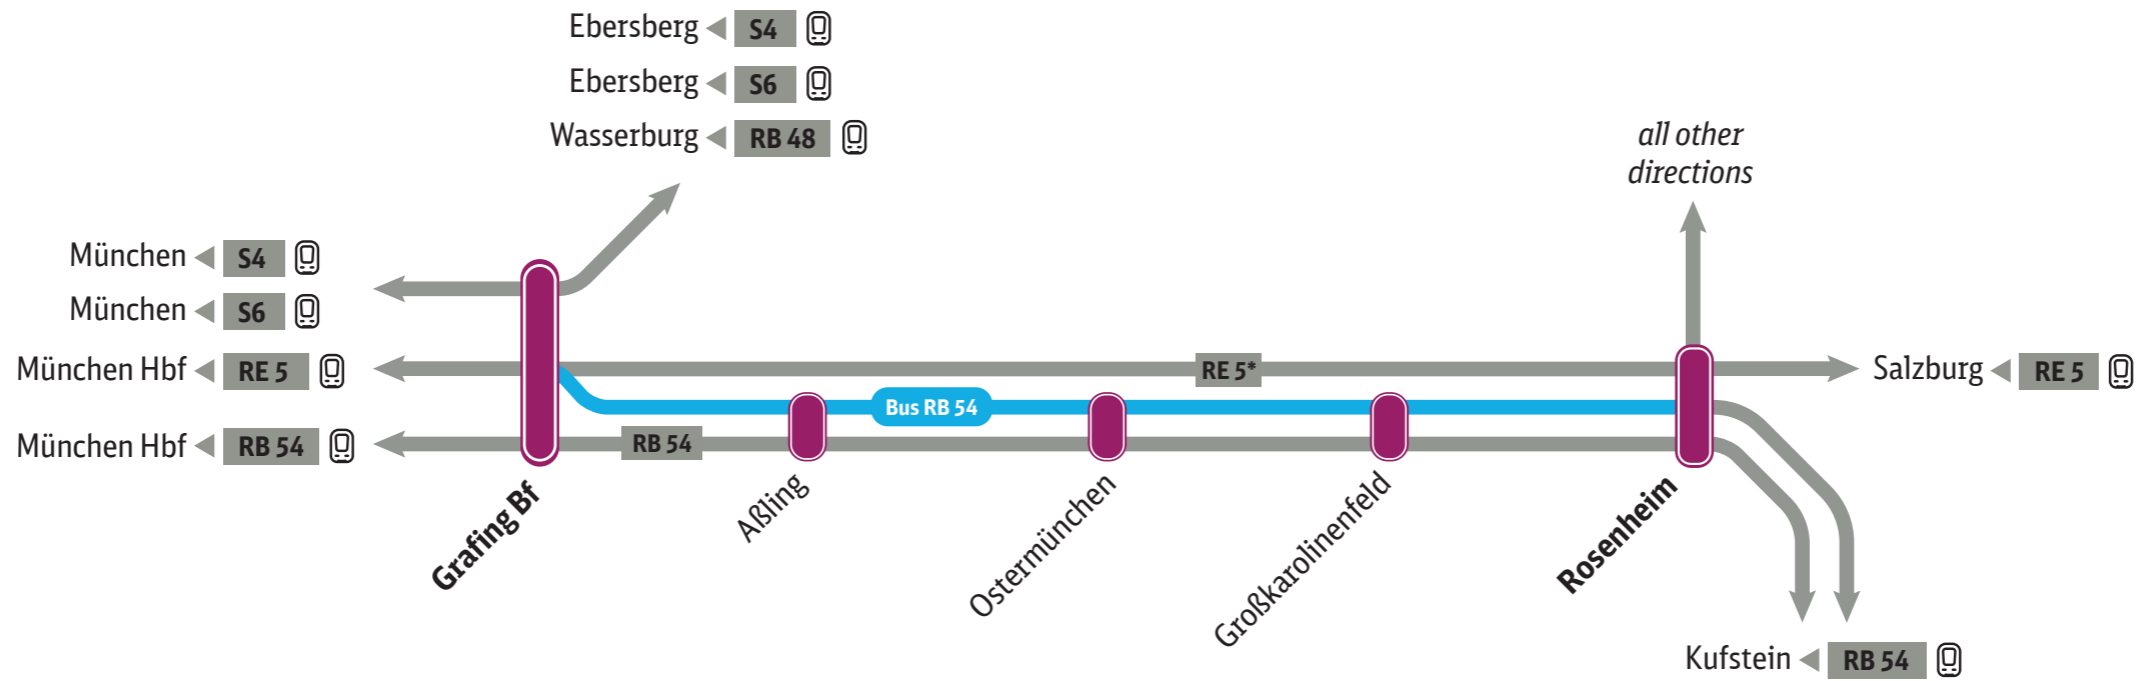 Ebersberg S4
Ebersberg S6
Wasserburg RB 48
all other
directions
München S4
München S6
München Hbf RE 5
RE 5*
Salzburg RE 5
Bus RB 54
München Hbf RB 54
RB 54
Grafing Bf
Aßling
Ostermünchen
Großkarolinenfeld
Rosenheim
Kufstein RB 54